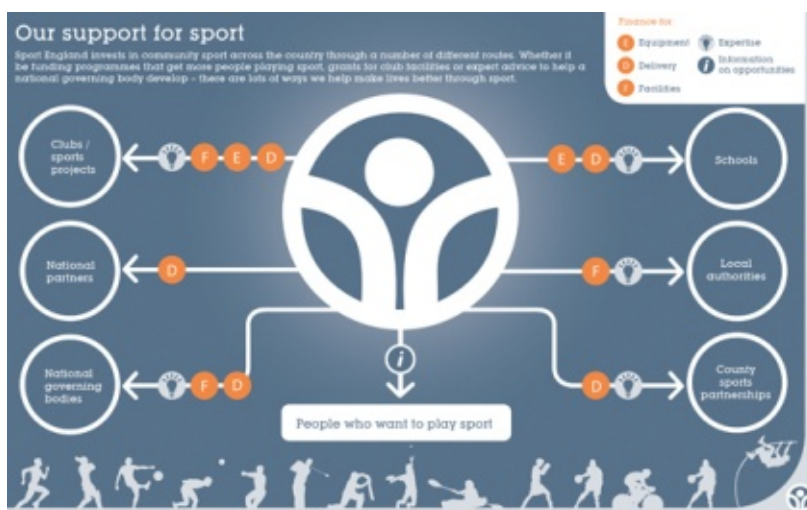 Our support for sport
Sport England invests in community sport across the country through a number of different routes. Whether it
be funding programmes that get more people playing sport, grants for club facilities or expert advice to help a
national governing body develop – there are lots of ways we help make lives better through sport.
Finance for:
E Equipment
Expertise
D Delivery
i Information
on opportunities
F Facilities
Clubs /
sports
projects
F E D
E D
Schools
National
partners
D
F
Local
authorities
National
governing
bodies
F D
i
D
County
sports
partnerships
People who want to play sport